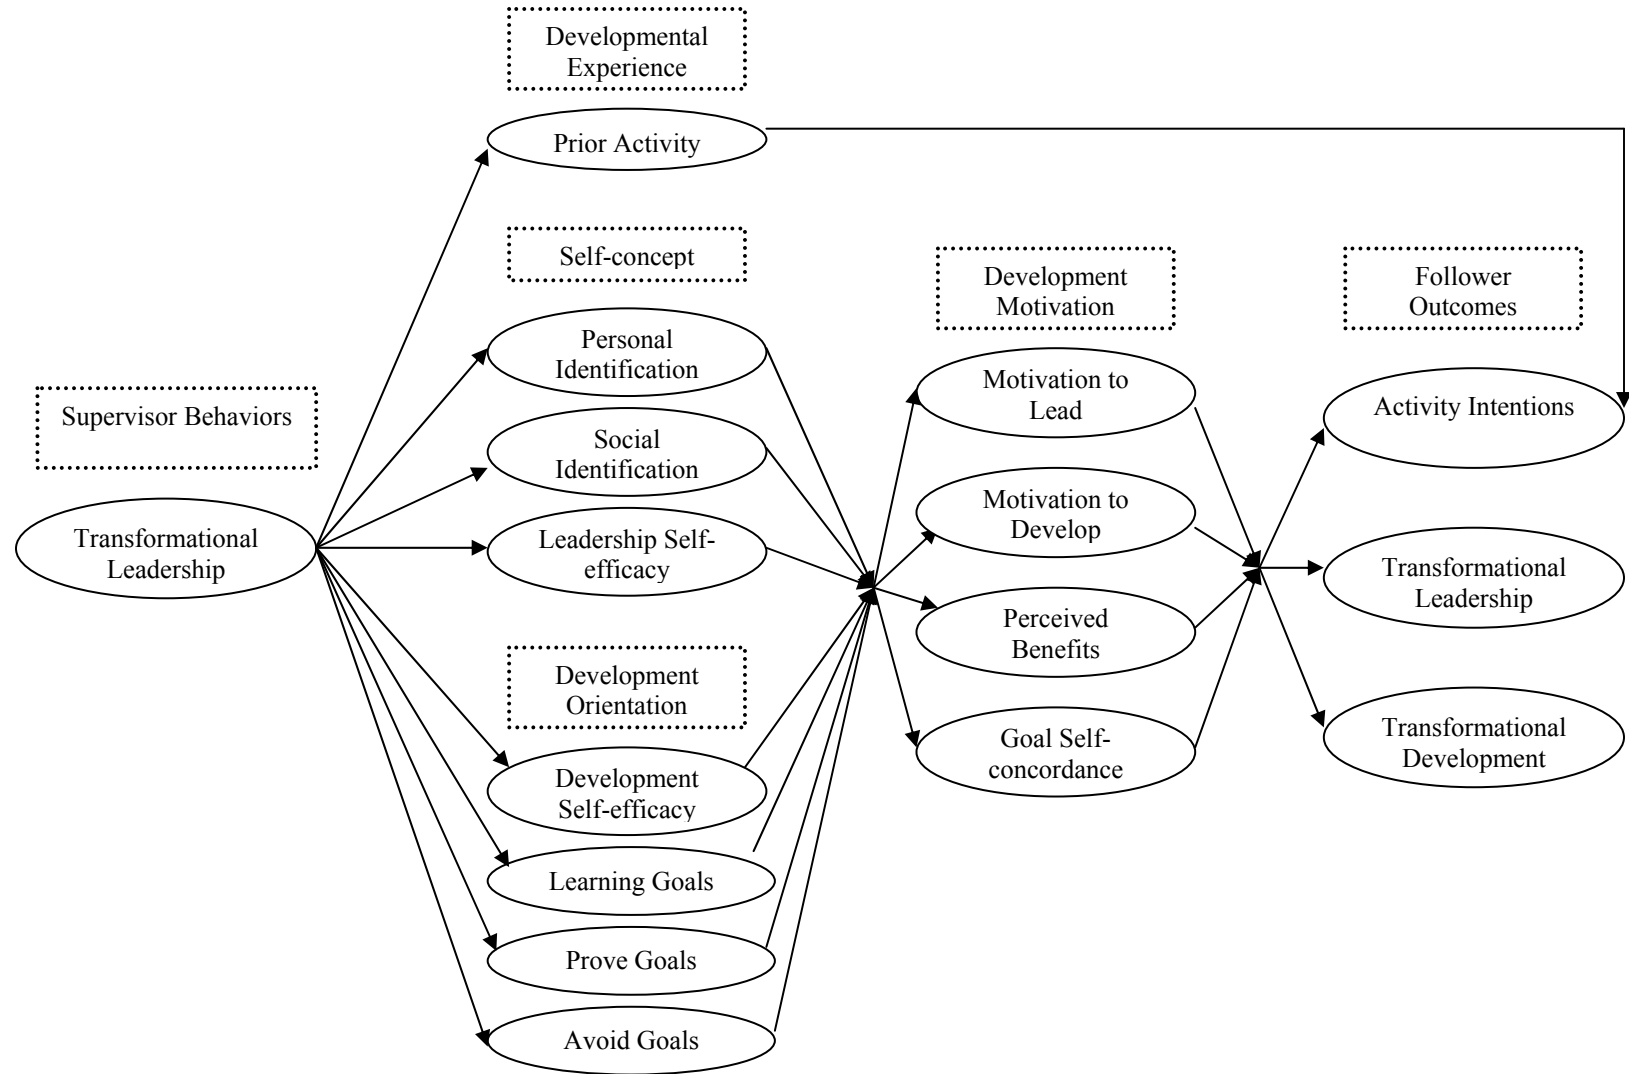 Developmental
Experience
Prior Activity
Self-concept
Personal
Identification
Social
Identification
Leadership Self-
efficacy
Development
Orientation
Development
Self-efficacy
Learning Goals
Prove Goals
Avoid Goals
Supervisor Behaviors
Transformational
Leadership
Development
Motivation
Motivation to
Lead
Motivation to
Develop
Perceived
Benefits
Goal Self-
concordance
Follower
Outcomes
Activity Intentions
Transformational
Leadership
Transformational
Development